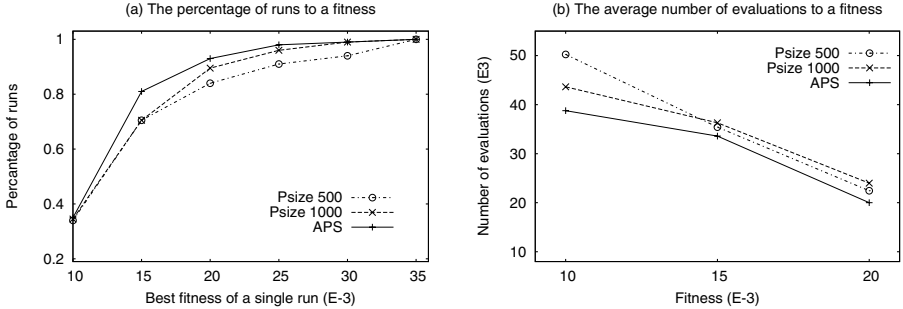 (a) The percentage of runs to a fitness
1
0.8
0.6
0.4
0.2
10 15 20 25 30 35
Percantage of runs
Best fitness of a single run (E-3)
Psize 500
Psize 1000
APS
(b) The average number of evaluations to a fitness
50
40
30
20
10
10 15 20
Number of evaluations (E3)
Fitness (E-3)
Psize 500
Psize 1000
APS